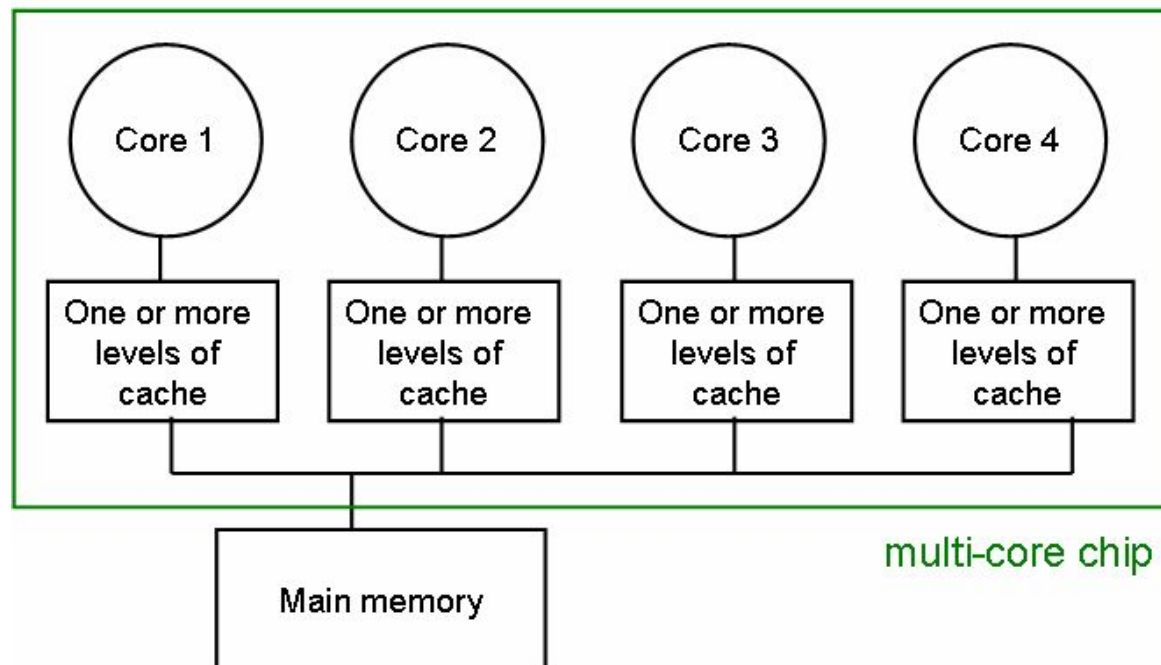 Core 1
Core 2
Core 3
Core 4
One or more
levels of
cache
One or more
levels of
cache
One or more
levels of
cache
One or more
levels of
cache
multi-core chip
Main memory